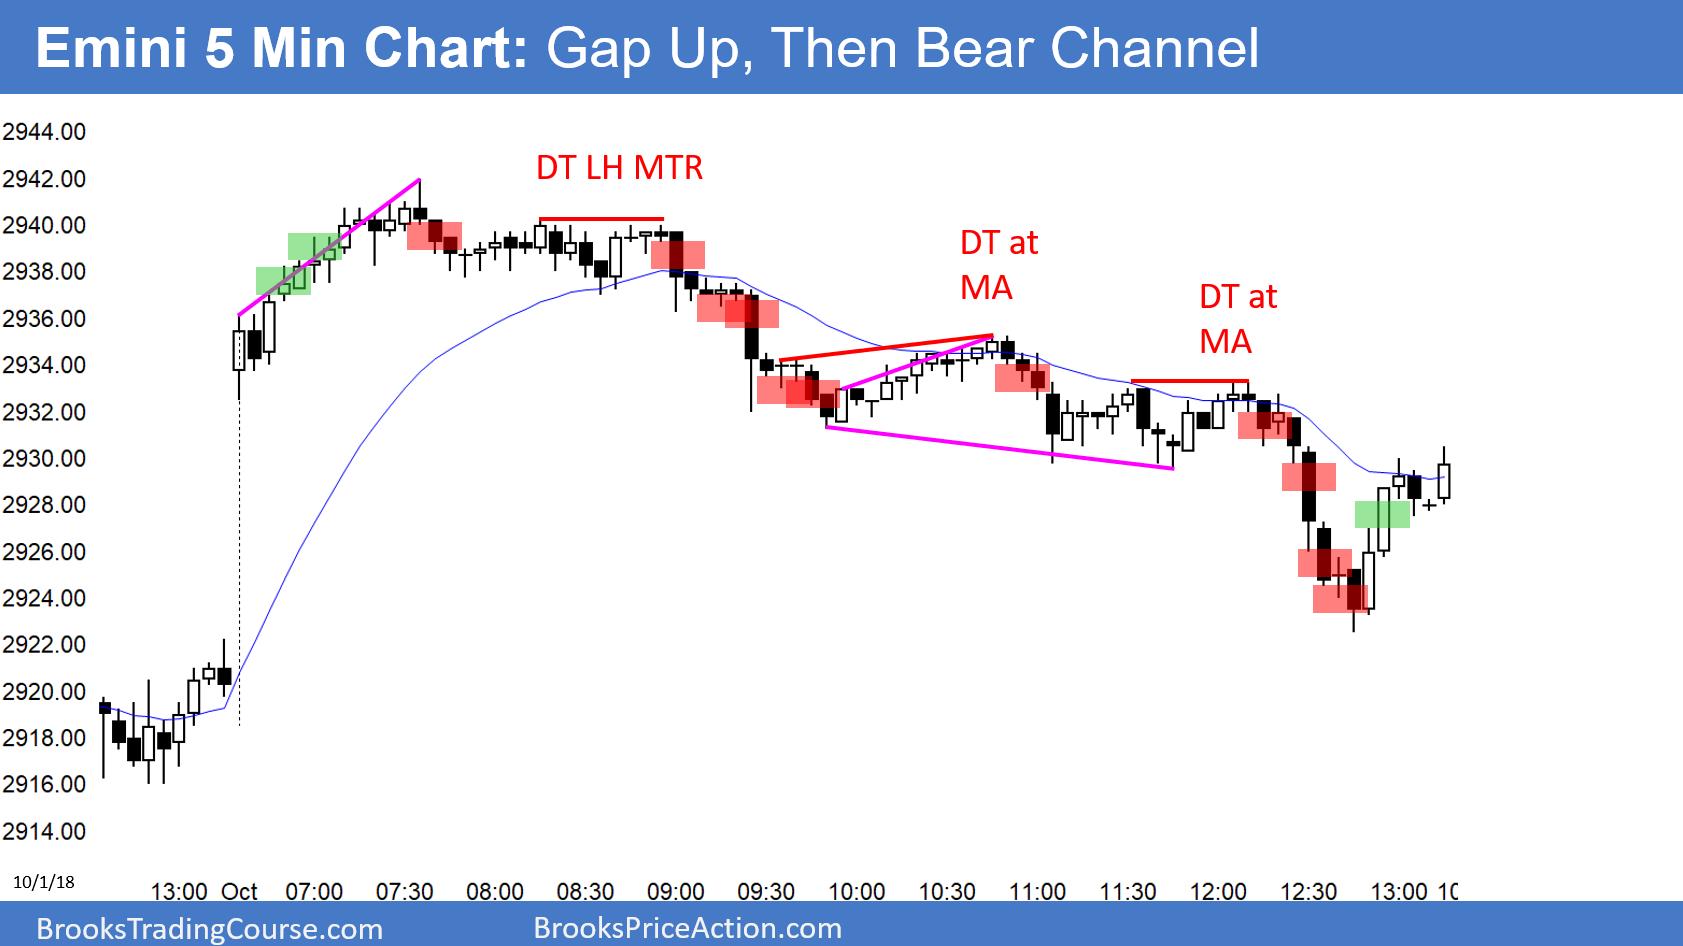 Emini 5 Min Chart: Gap Up, Then Bear Channel
2944.00
2942.00
2940.00
2938.00
2936.00
2934.00
2932.00
2930.00
2928.00
2926.00
2924.00
2922.00
2920.00
2918.00
2916.00
2914.00
DT LH MTR
DT at
MA
DT at
MA
10/1/18
13:00 Oct 07:00 07:30 08:00 08:30 09:00 09:30 10:00 10:30 11:00 11:30 12:00 12:30 13:00
BrooksTradingCourse.com
BrooksPriceAction.com